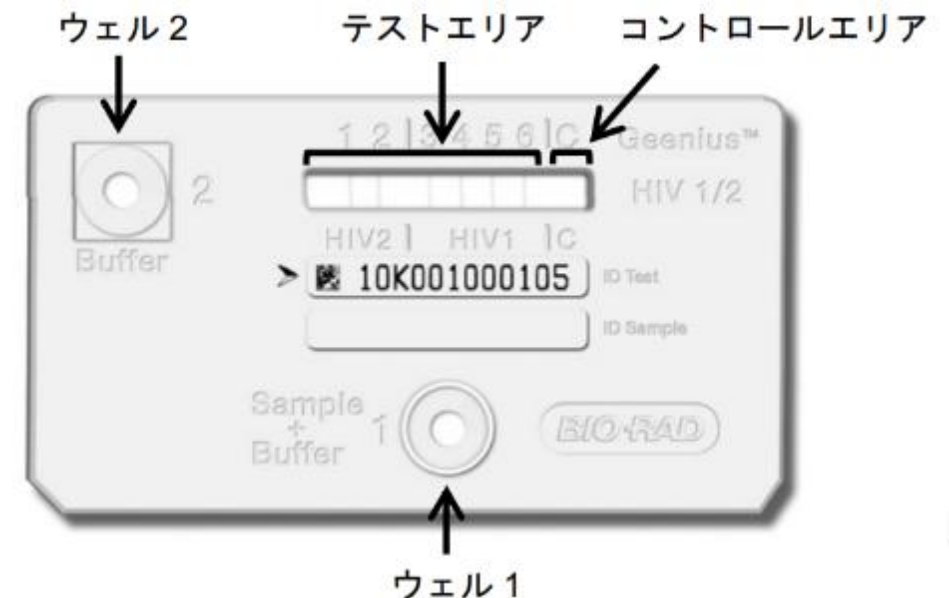 ウェル 2 テストエリア コントロールエリア
1 2 | 3 4 5 6 | C Geenius™
2 HIV 1/2
HIV2 | HIV1 | C
Buffer
> 10K001000105 ID Test
ID Sample
Sample
+
Buffer
1
BIO-RAD
ウェル 1